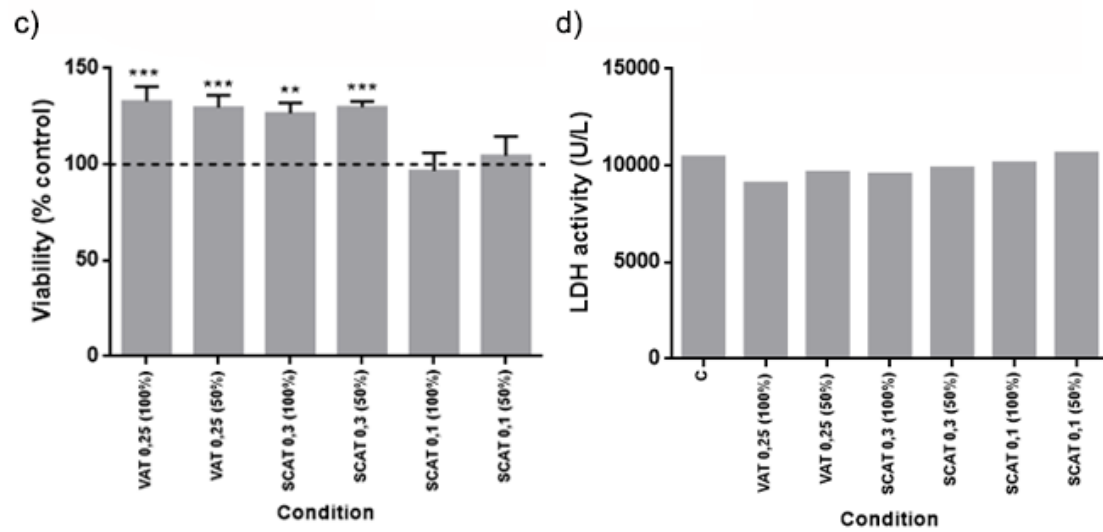 c)
Viability (% control)
150
100
50
0
***
***
**
***
VAT 0,25 (100%)
VAT 0,25 (50%)
SCAT 0,3 (100%)
SCAT 0,3 (50%)
SCAT 0,1 (100%)
SCAT 0,1 (50%)
Condition
d)
LDH activity (U/L)
15000
10000
5000
0
C
VAT 0,25 (100%)
VAT 0,25 (50%)
SCAT 0,3 (100%)
SCAT 0,3 (50%)
SCAT 0,1 (100%)
SCAT 0,1 (50%)
Condition